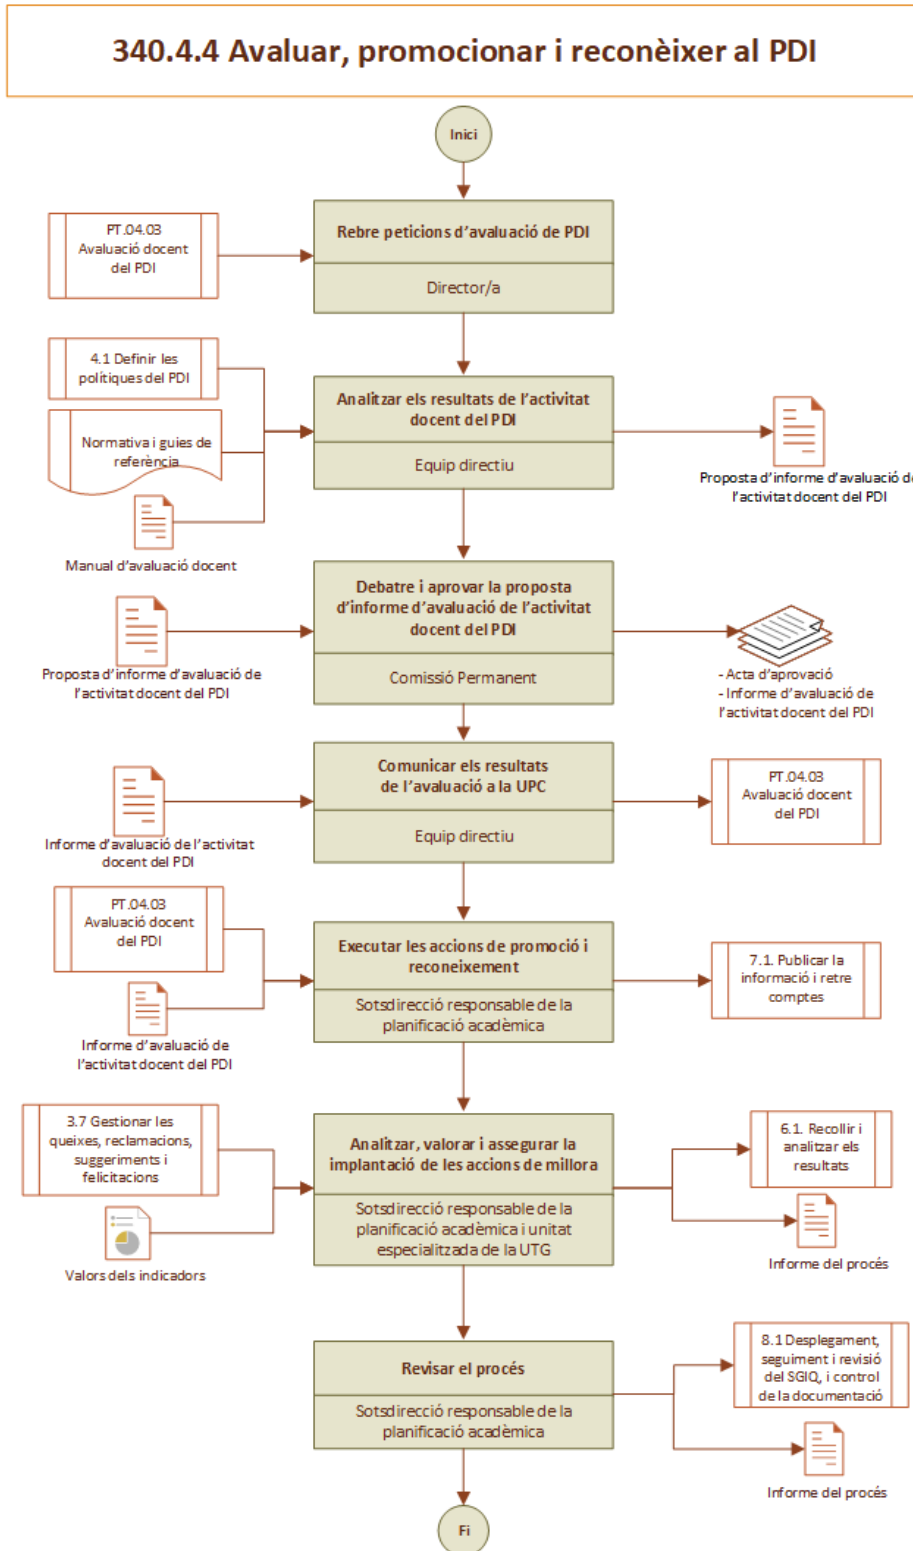 340.4.4 Avaluar, promocionar i reconèixer al PDI
Inici
PT.04.03
Avaluació docent
del PDI
Rebre peticions d'avaluació de PDI
Director/a
4.1 Definir les
polítiques del PDI
Normativa i guies de
referència
Manual d'avaluació docent
Analitzar els resultats de l'activitat
docent del PDI
Equip directiu
Proposta d'informe d'avaluació de
l'activitat docent del PDI
Proposta d'informe d'avaluació de
l'activitat docent del PDI
Debatre i aprovar la proposta
d'informe d'avaluació de l'activitat
docent del PDI
Comissió Permanent
- Acta d'aprovació
- Informe d'avaluació de
l'activitat docent del PDI
Informe d'avaluació de l'activitat
docent del PDI
Comunicar els resultats
de l'avaluació a la UPC
Equip directiu
PT.04.03
Avaluació docent
del PDI
PT.04.03
Avaluació docent
del PDI
Informe d'avaluació de
l'activitat docent del PDI
Executar les accions de promoció i
reconeixement
Sotsdirecció responsable de la
planificació acadèmica
7.1. Publicar la
informació i retre
comptes
3.7 Gestionar les
queixes, reclamacions,
suggeriments i
felicitacions
Valors dels indicadors
Analitzar, valorar i assegurar la
implantació de les accions de millora
Sotsdirecció responsable de la
planificació acadèmica i unitat
especialitzada de la UTG
6.1. Recollir i
analitzar els
resultats
Informe del procés
Revisar el procés
Sotsdirecció responsable de la
planificació acadèmica
8.1 Desplegament,
seguiment i revisió
del SGIQ, i control
de la documentació
Informe del procés
Fi